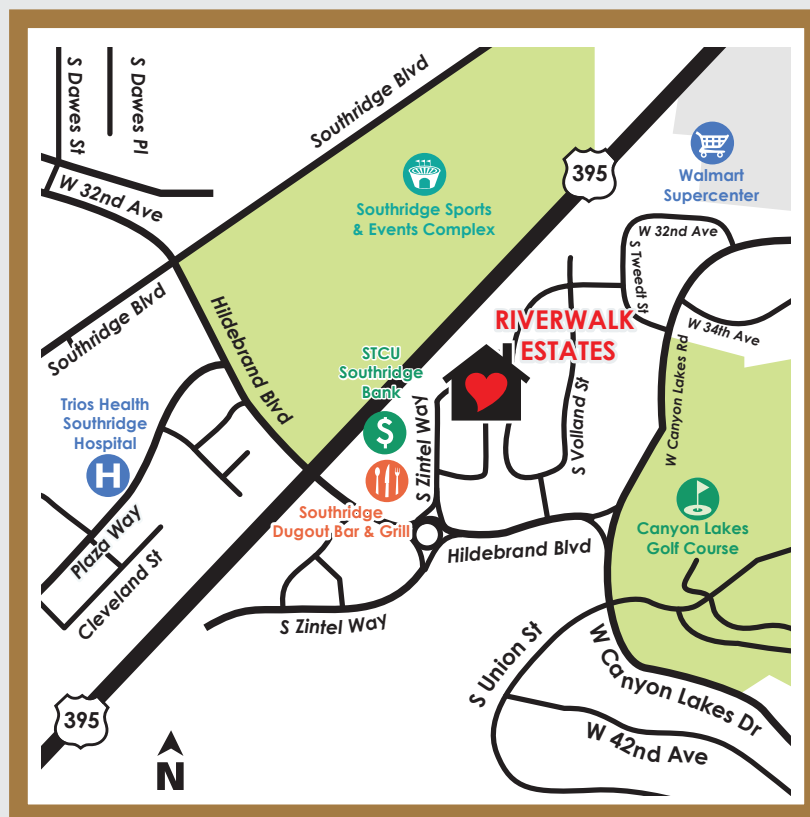 S Dawes St
S Dawes Pl
Southridge Blvd
395
Walmart
Supercenter
W 32nd Ave
Southridge Sports
& Events Complex
W 32nd Ave
S Tweedt St
Southridge Blvd
Hildebrand Blvd
RIVERWALK
ESTATES
W 34th Ave
STCU
Southridge
Bank
$
W Canyon Lakes Rd
Trios Health
Southridge
Hospital
H
S Zintel Way
S Volland St
Southridge
Dugout Bar & Grill
Canyon Lakes
Golf Course
Plaza Way
Hildebrand Blvd
Cleveland St
S Zintel Way
S Union St
W Canyon Lakes Dr
395
W 42nd Ave
N